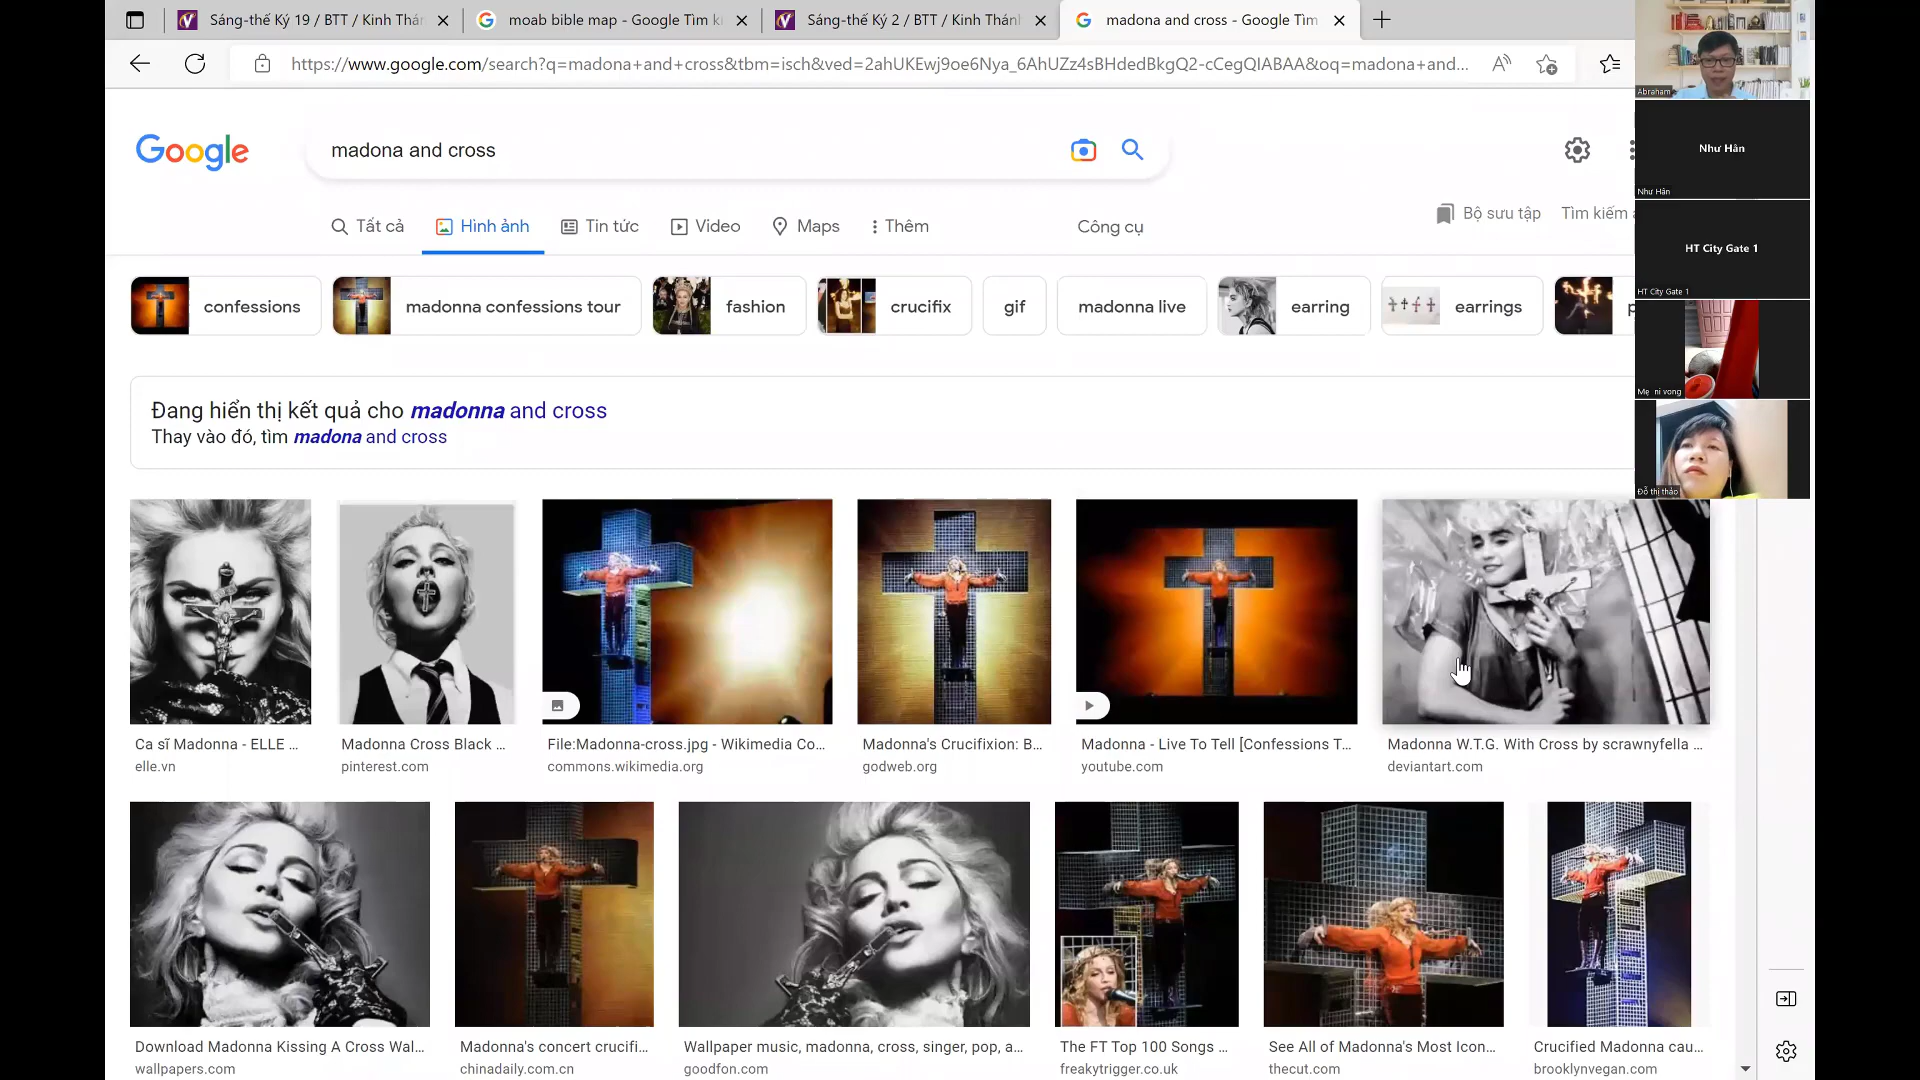 Sáng-thế Ký 19 / BTT / Kinh Thán
moab bible map - Google Tìm k
Sáng-thế Ký 2 / BTT / Kinh Thánh
madona and cross - Google Tìm
https://www.google.com/search?q=madona+and+cross&tbm=isch&ved=2ahUKEwj9oe6Nya_6AhUZz4sBHdedBkgQ2-cCegQIABAA&oq=madona+and...
Abraham
Google
madona and cross
Như Hân
Như Hân
Tất cả
Hình ảnh
Tin tức
Video
Maps
Thêm
Công cụ
Bộ sưu tập
Tìm kiếm
HT City Gate 1
HT City Gate 1
confessions
madonna confessions tour
fashion
crucifix
gif
madonna live
earring
earrings
p
Mẹ ni vong
Đang hiển thị kết quả cho madonna and cross
Thay vào đó, tìm madona and cross
Đỗ thị thảo
Ca sĩ Madonna - ELLE ...
elle.vn
Madonna Cross Black ...
pinterest.com
File:Madonna-cross.jpg - Wikimedia Co...
commons.wikimedia.org
Madonna's Crucifixion: B...
godweb.org
Madonna - Live To Tell [Confessions T...
youtube.com
Madonna W.T.G. With Cross by scrawnyfella ...
deviantart.com
Download Madonna Kissing A Cross Wal...
wallpapers.com
Madonna's concert crucifi...
chinadaily.com.cn
Wallpaper music, madonna, cross, singer, pop, a...
goodfon.com
The FT Top 100 Songs ...
freakytrigger.co.uk
See All of Madonna's Most Icon...
thecut.com
Crucified Madonna cau...
brooklynvegan.com